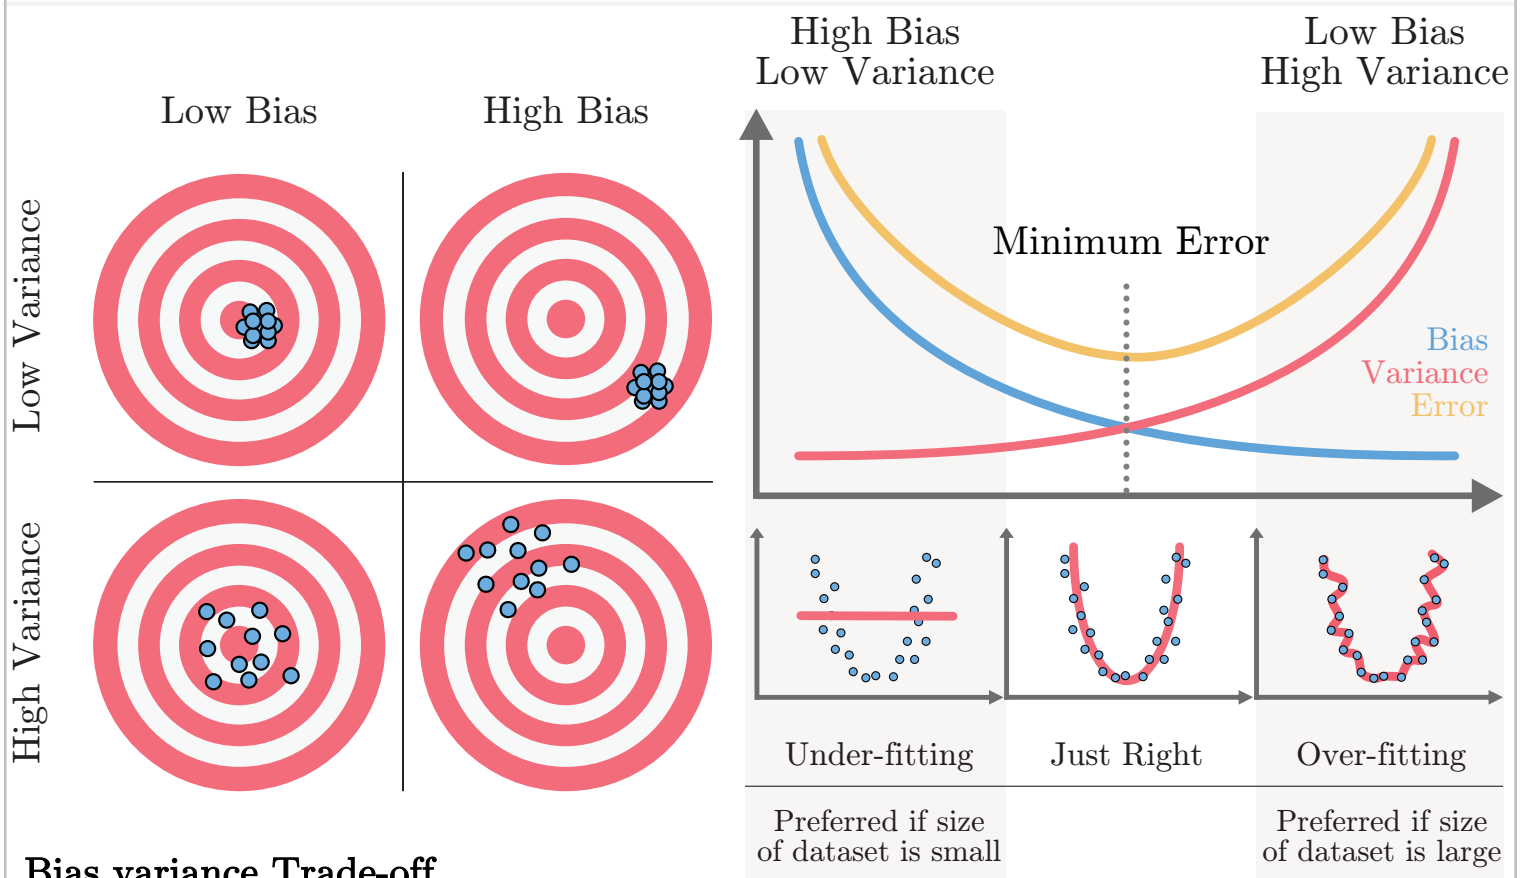 High Bias
Low Variance
Low Bias
High Variance
Low Bias
High Bias
Low Variance
High Variance
Minimum Error
Bias
Variance
Error
Under-fitting
Just Right
Over-fitting
Preferred if size
of dataset is small
Preferred if size
of dataset is large
Bias variance Trade-off